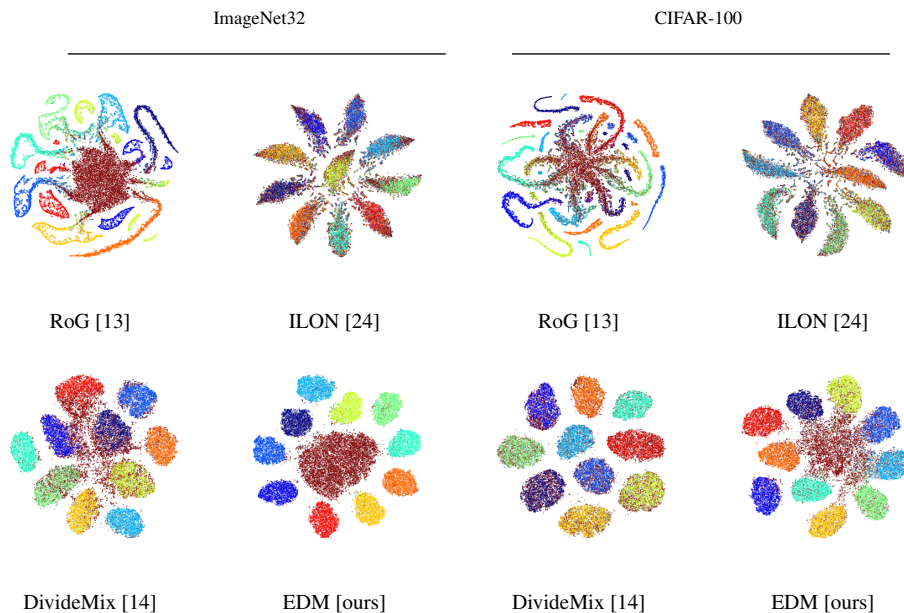 ImageNet32 CIFAR-100
RoG [13] ILON [24] RoG [13] ILON [24]
DivideMix [14] EDM [ours] DivideMix [14] EDM [ours]